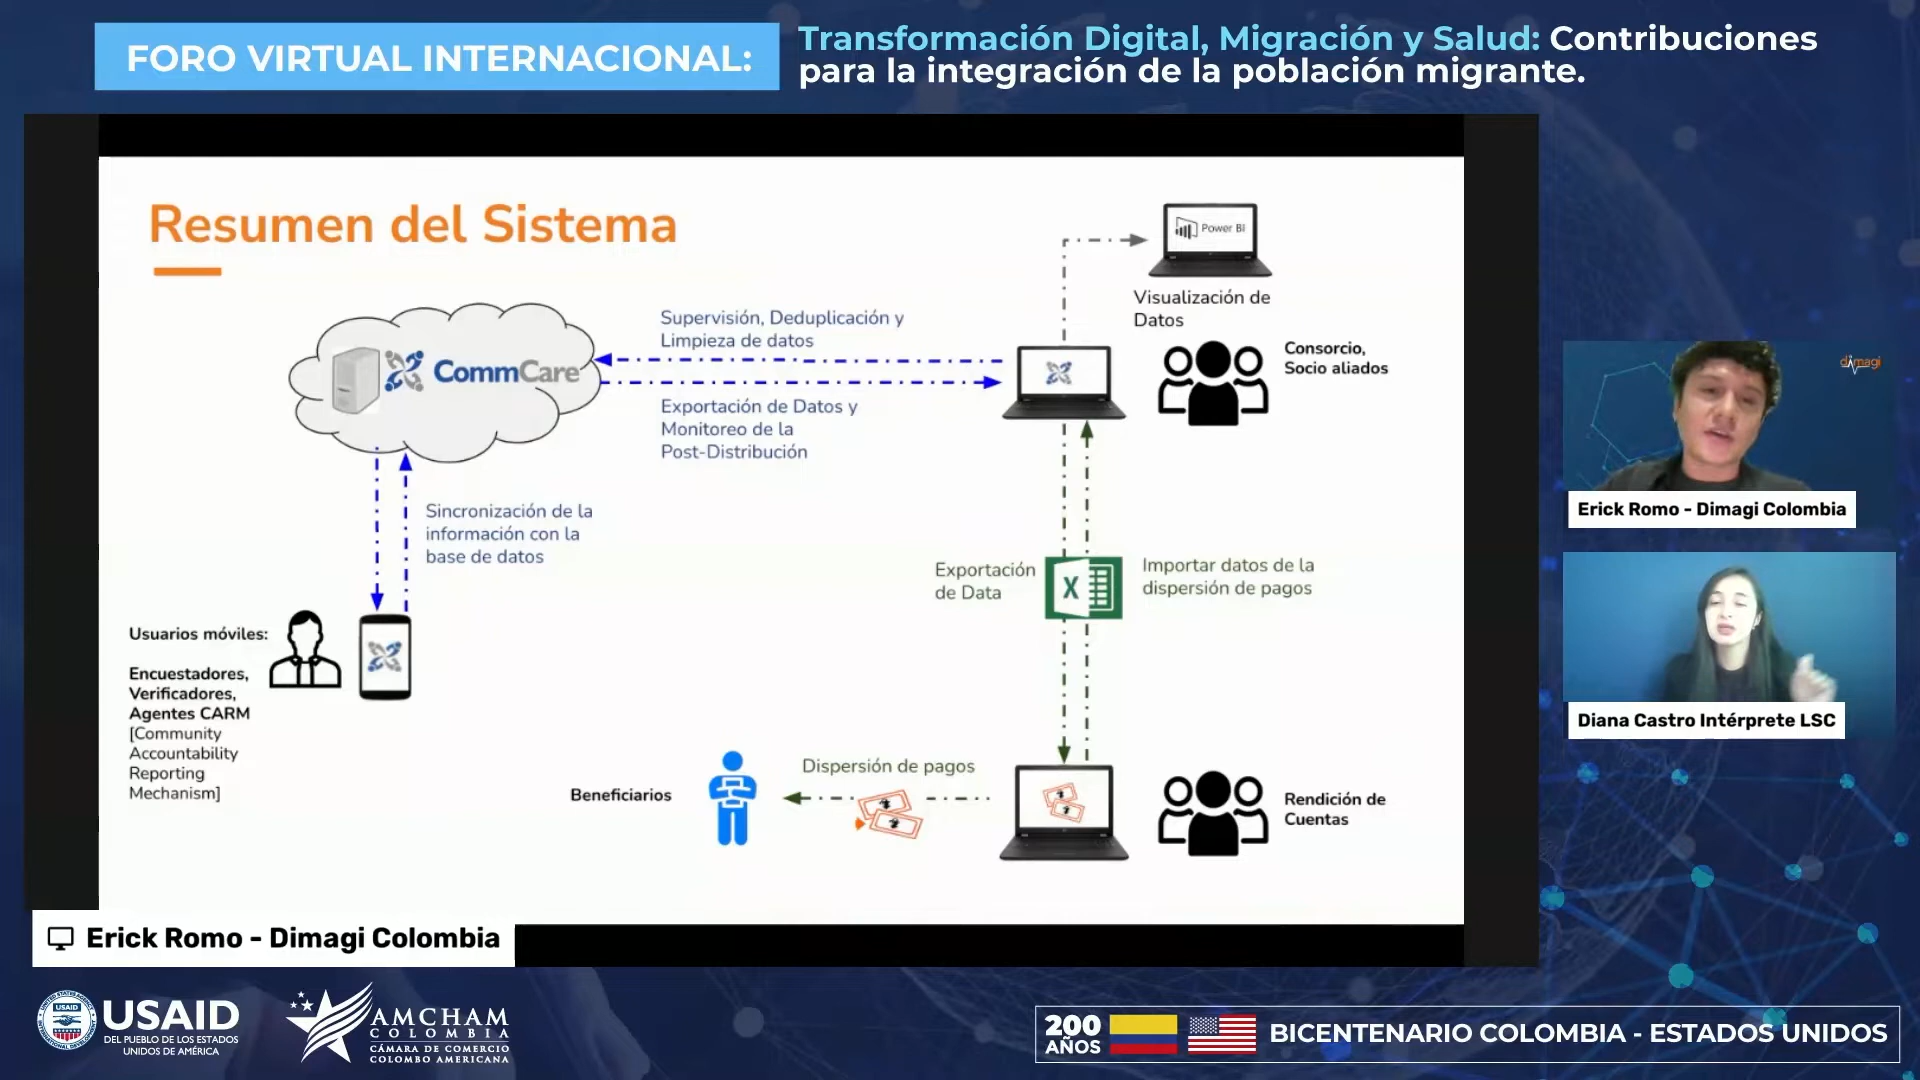 FORO VIRTUAL INTERNACIONAL:
Transformación Digital, Migración y Salud: Contribuciones
para la integración de la población migrante.
Resumen del Sistema
Power BI
Visualización de
Datos
Supervisión, Deduplicación y
Limpieza de datos
CommCare
Consorcio,
Socio aliados
Exportación de Datos y
Monitoreo de la
Post-Distribución
Sincronización de la
información con la
base de datos
Exportación
de Data
X
Importar datos de la
dispersión de pagos
Usuarios móviles:
Encuestadores,
Verificadores,
Agentes CARM
[Community
Accountability
Reporting
Mechanism]
Beneficiarios
Dispersión de pagos
Rendición de
Cuentas
dimagi
Erick Romo - Dimagi Colombia
Diana Castro Intérprete LSC
Erick Romo - Dimagi Colombia
USAID
USAID
DEL PUEBLO DE LOS ESTADOS
UNIDOS DE AMÉRICA
AMCHAM
COLOMBIA
CÁMARA DE COMERCIO
COLOMBO AMERICANA
200
AÑOS
BICENTENARIO COLOMBIA - ESTADOS UNIDOS